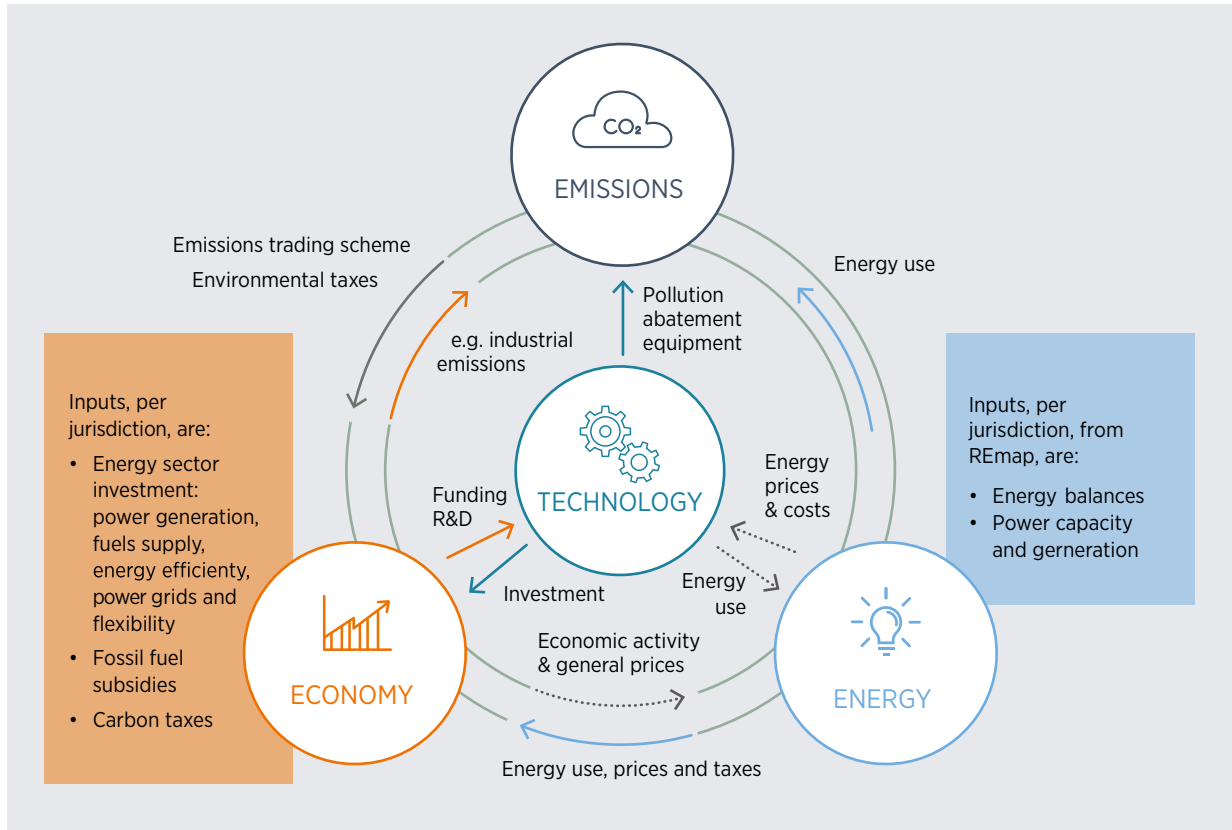 CO₂
EMISSIONS
Emissions trading scheme
Environmental taxes
Energy use
Pollution
abatement
equipment
e.g. industrial
emissions
Inputs, per
jurisdiction, are:
• Energy sector
investment:
power generation,
fuels supply,
energy efficienty,
power grids and
flexibility
• Fossil fuel
subsidies
• Carbon taxes
Inputs, per
jurisdiction, from
REmap, are:
• Energy balances
• Power capacity
and gerneration
TECHNOLOGY
Funding
R&D
Energy
prices
& costs
Investment
Energy
use
Economic activity
& general prices
ECONOMY
ENERGY
Energy use, prices and taxes